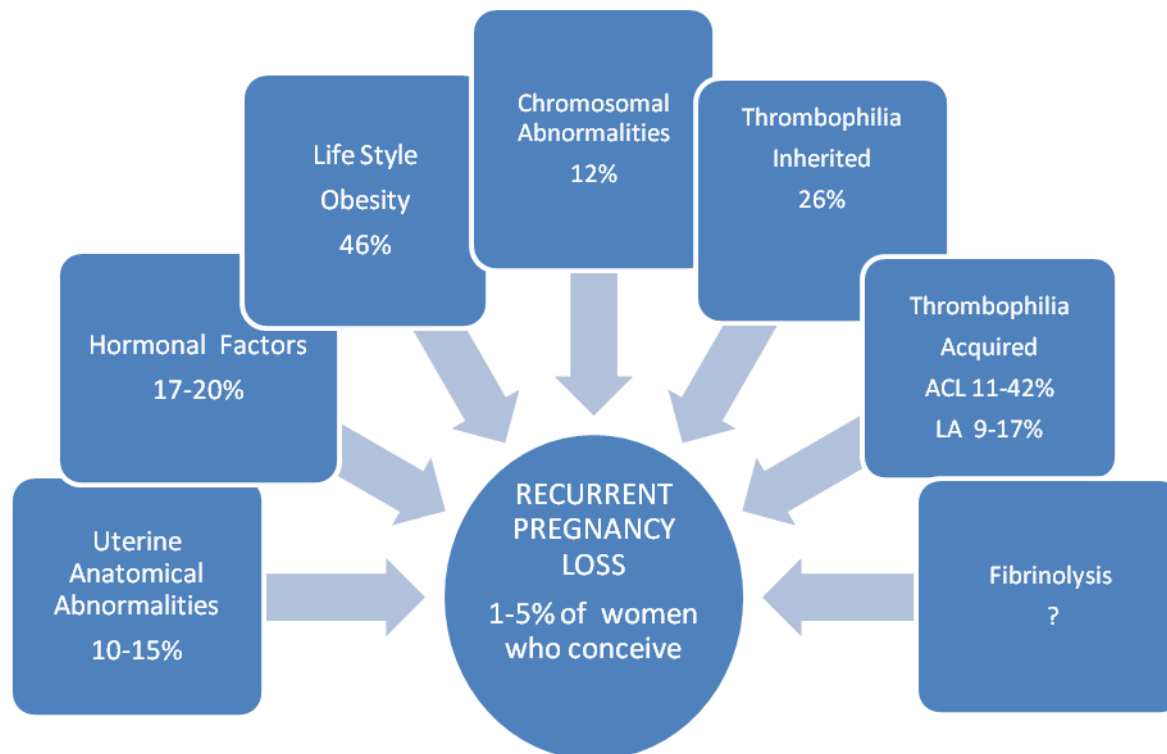 Uterine
Anatomical
Abnormalities
10-15%
Hormonal Factors
17-20%
Life Style
Obesity
46%
Chromosomal
Abnormalities
12%
Thrombophilia
Inherited
26%
Thrombophilia
Acquired
ACL 11-42%
LA 9-17%
Fibrinolysis
?
RECURRENT
PREGNANCY
LOSS
1-5% of women
who conceive